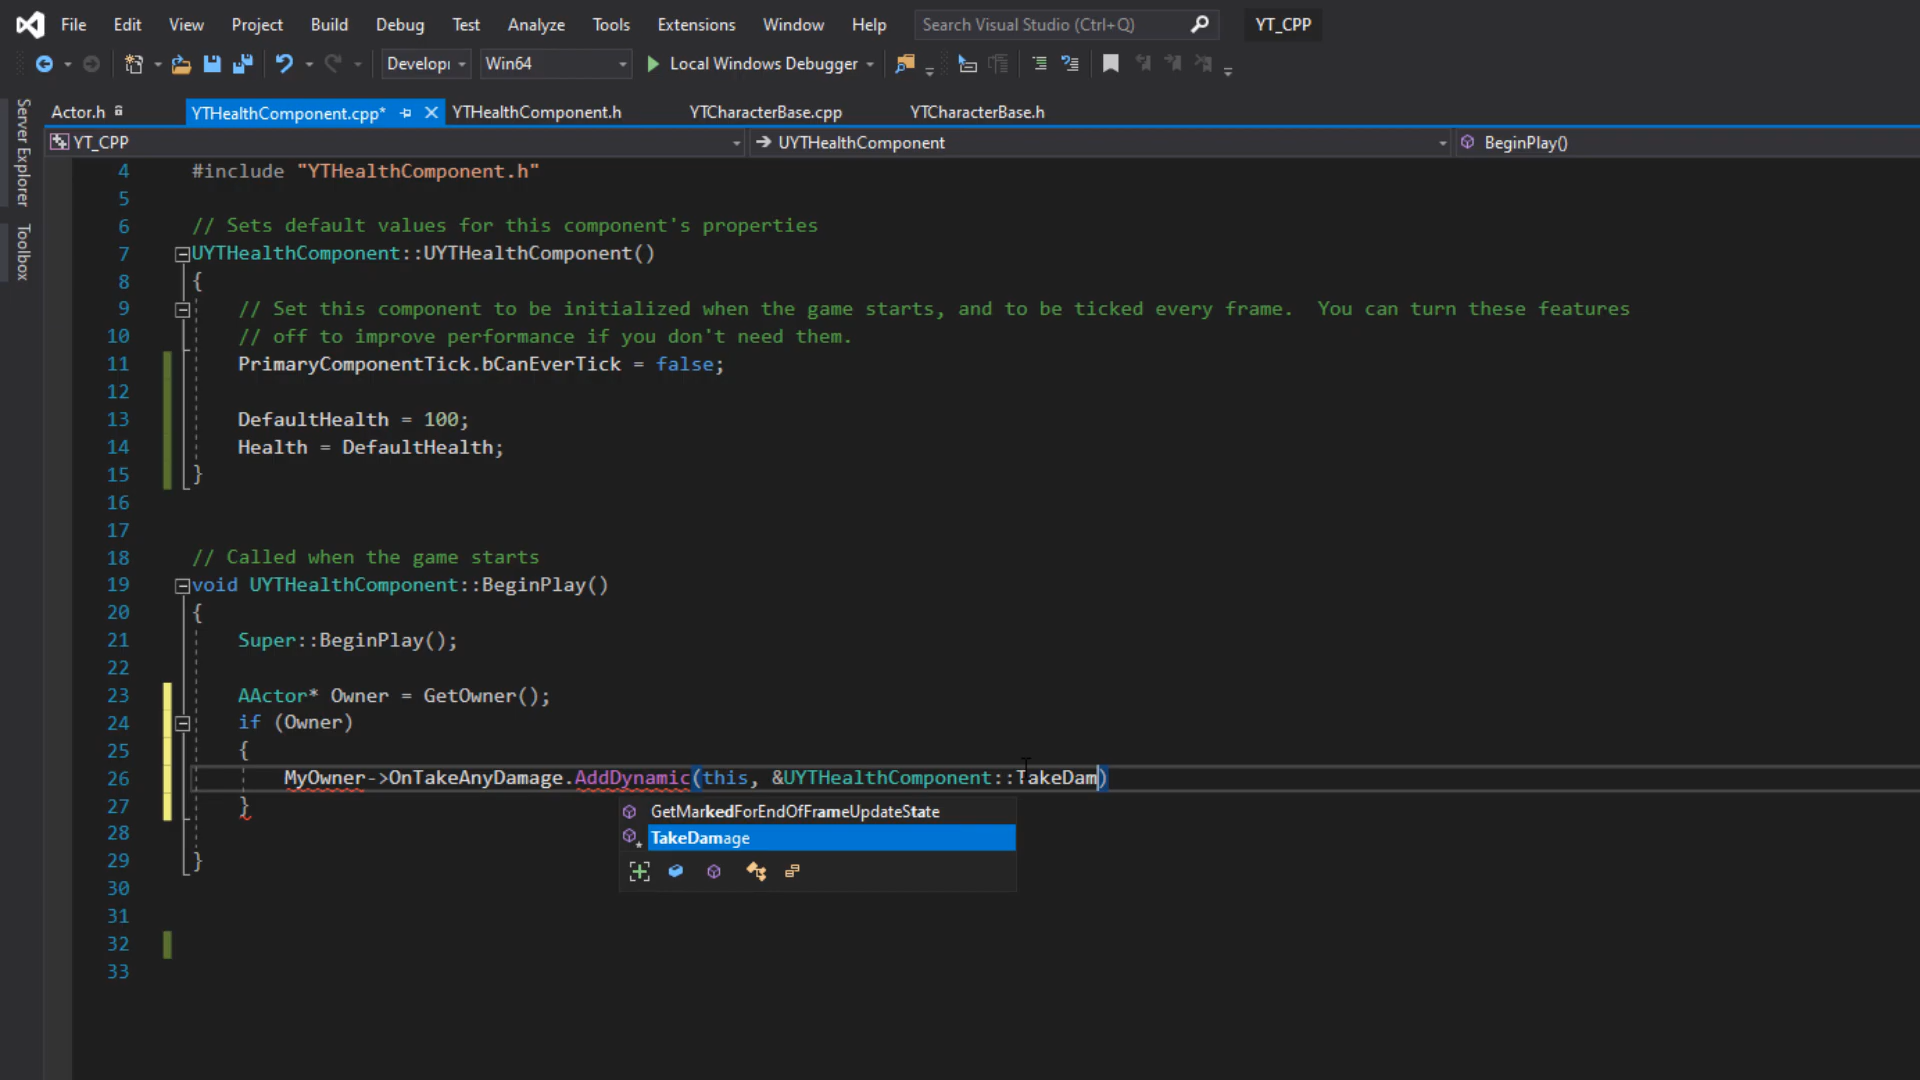 File Edit View Project Build Debug Test Analyze Tools Extensions Window Help Search Visual Studio (Ctrl+Q) YT_CPP
Develop Win64 Local Windows Debugger
Server Explorer
Toolbox
Actor.h YTHealthComponent.cpp* YTHealthComponent.h YTCharacterBase.cpp YTCharacterBase.h
YT_CPP UYTHealthComponent BeginPlay()
4 #include "YTHealthComponent.h"
5
6 // Sets default values for this component's properties
7 UYTHealthComponent::UYTHealthComponent()
8 {
9 // Set this component to be initialized when the game starts, and to be ticked every frame.  You can turn these features
10 // off to improve performance if you don't need them.
11 PrimaryComponentTick.bCanEverTick = false;
12
13 DefaultHealth = 100;
14 Health = DefaultHealth;
15 }
16
17
18 // Called when the game starts
19 void UYTHealthComponent::BeginPlay()
20 {
21 Super::BeginPlay();
22
23 AActor* Owner = GetOwner();
24 if (Owner)
25 {
26 MyOwner->OnTakeAnyDamage.AddDynamic(this, &UYTHealthComponent::TakeDam)
27 }
GetMarkedForEndOfFrameUpdateState
28
TakeDamage
29 }
30
31
32
33